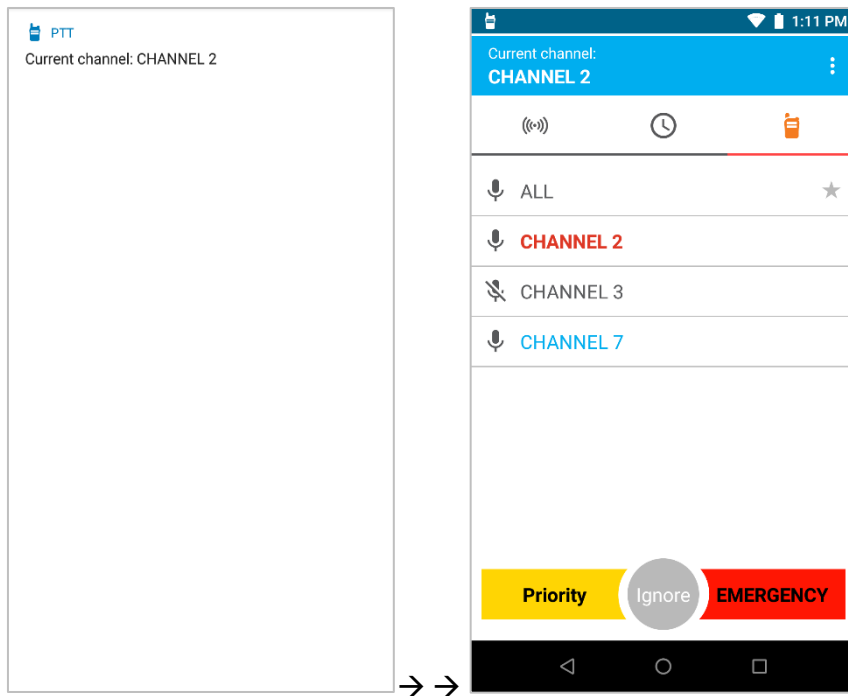 PTT
Current channel: CHANNEL 2
→ →
1:11 PM
Current channel:
CHANNEL 2
ALL
CHANNEL 2
CHANNEL 3
CHANNEL 7
Priority Ignore EMERGENCY